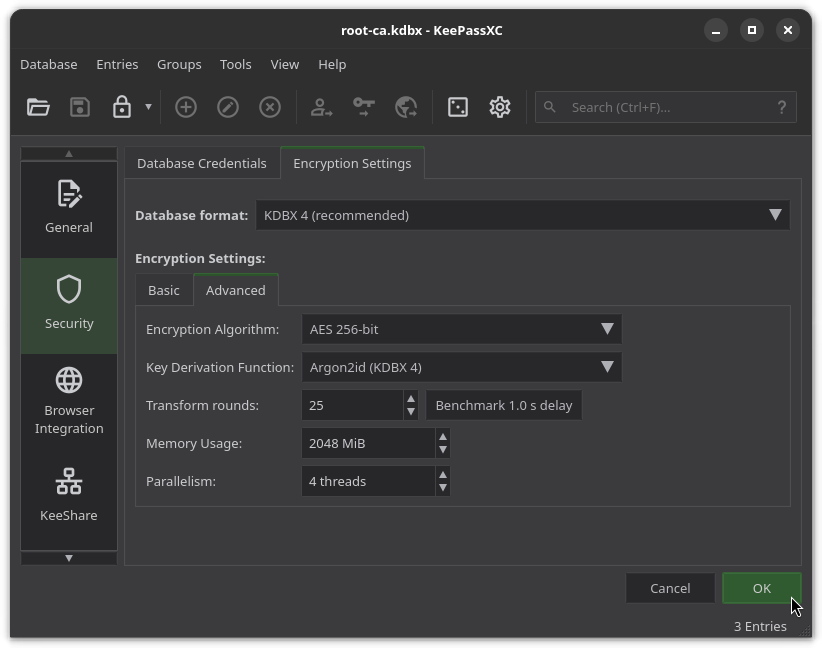 root-ca.kdbx - KeePassXC
Database Entries Groups Tools View Help
Search (Ctrl+F)...
General
Security
Browser
Integration
KeeShare
Database Credentials Encryption Settings
Database format: KDBX 4 (recommended)
Encryption Settings:
Basic Advanced
Encryption Algorithm: AES 256-bit
Key Derivation Function: Argon2id (KDBX 4)
Transform rounds: 25 Benchmark 1.0 s delay
Memory Usage: 2048 MiB
Parallelism: 4 threads
Cancel OK
3 Entries